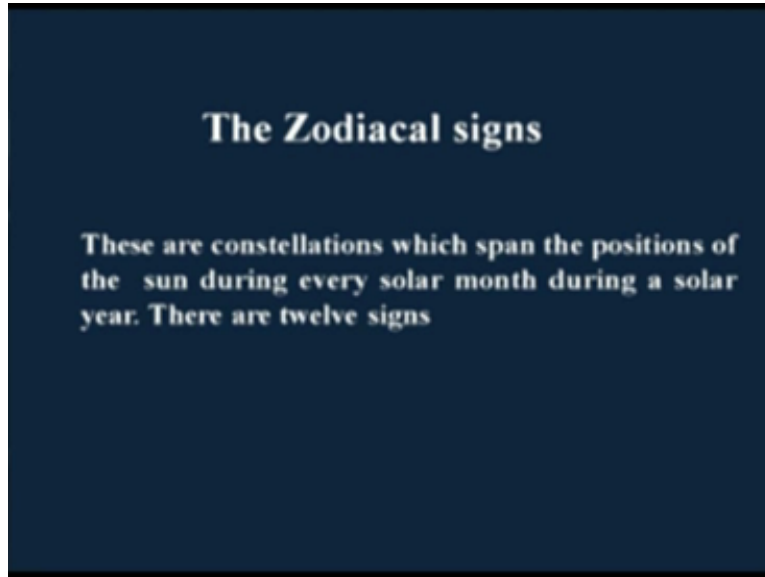 The Zodiacal signs
These are constellations which span the positions of
the sun during every solar month during a solar
year. There are twelve signs